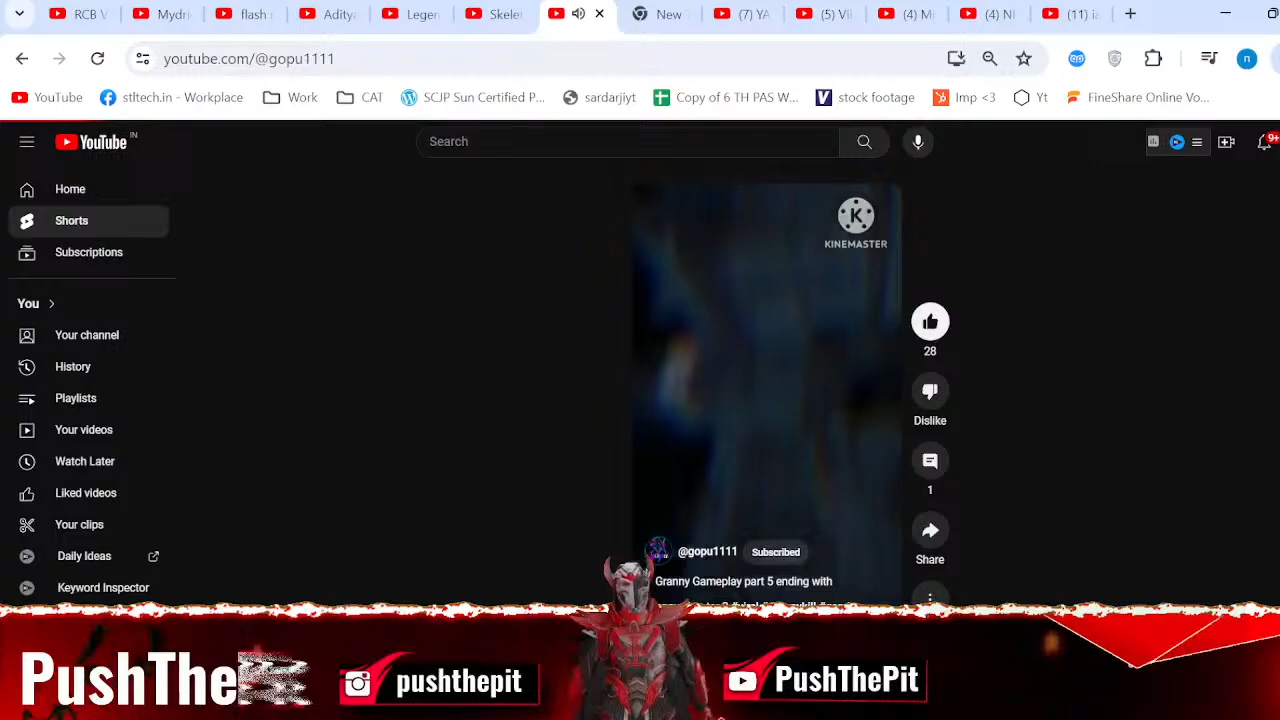 RCB V
Mydri
flash
Aditya
Legen
Skele
New
(7) YA
(5) Vil
(4) M
(4) N
(11) i
youtube.com/@gopu1111
n
YouTube
stltech.in - Workplace
Work
CAT
SCJP Sun Certified P...
sardarjiyt
Copy of 6 TH PAS W...
stock footage
Imp <3
Yt
FineShare Online Vo...
YouTube IN
Search
9+
Home
Shorts
Subscriptions
You
Your channel
History
Playlists
Your videos
Watch Later
Liked videos
Your clips
Daily Ideas
Keyword Inspector
K
KINEMASTER
28
Dislike
1
Share
@gopu1111
Subscribed
Granny Gameplay part 5 ending with
PushThe
pushthepit
PushThePit